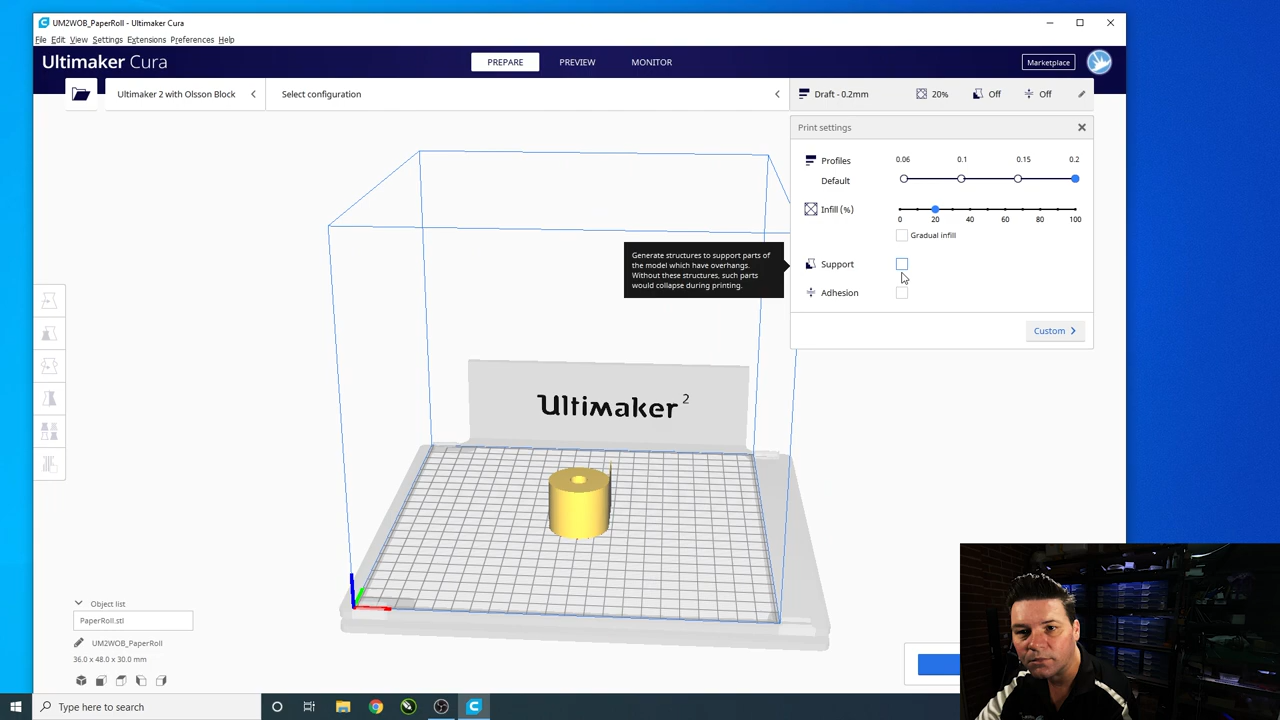 UM2WOB_PaperRoll - Ultimaker Cura
File Edit View Settings Extensions Preferences Help
Ultimaker Cura
PREPARE
PREVIEW
MONITOR
Marketplace
Ultimaker 2 with Olsson Block
Select configuration
Draft - 0.2mm
20%
Off
Off
Print settings
Profiles
0.06 0.1 0.15 0.2
Default
Infill (%)
0 20 40 60 80 100
Gradual infill
Generate structures to support parts of
the model which have overhangs.
Without these structures, such parts
would collapse during printing.
Support
Adhesion
Custom
Ultimaker 2
Object list
PaperRoll.stl
UM2WOB_PaperRoll
36.0 x 48.0 x 30.0 mm
Type here to search